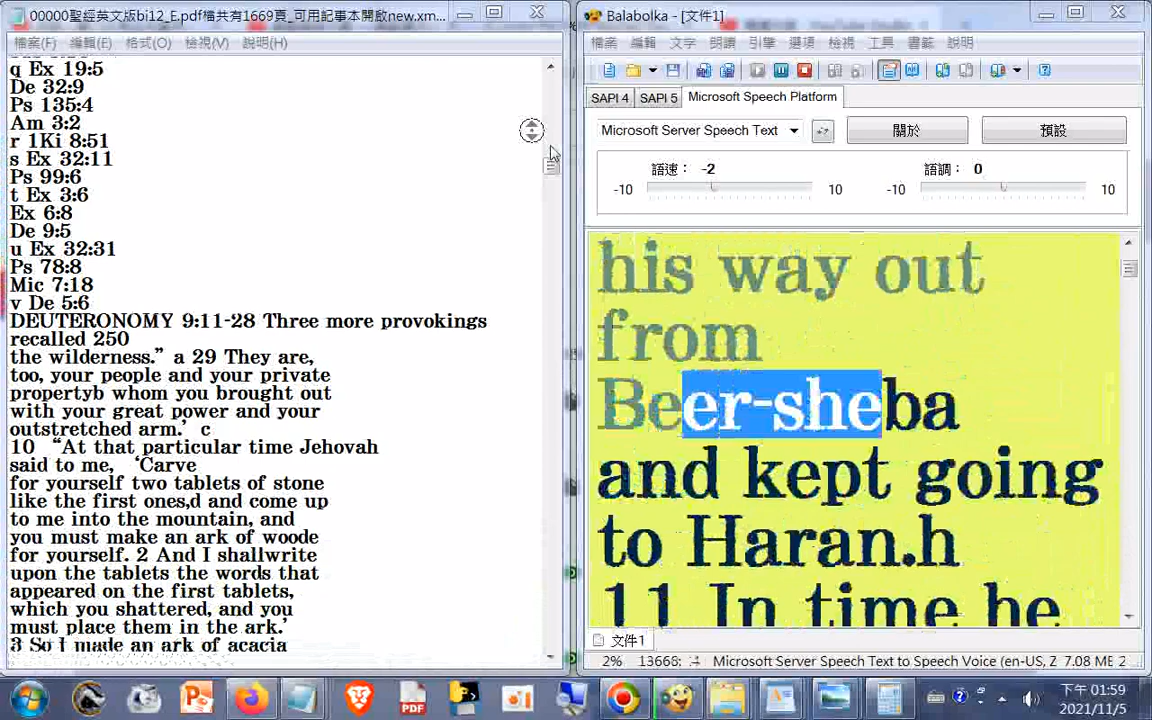 00000聖經英文版bi12_E.pdf檔共有1669頁_可用記事本開啟new.xm...
檔案(F) 編輯(E) 格式(O) 檢視(V) 說明(H)
q Ex 19:5
De 32:9
Ps 135:4
Am 3:2
r 1Ki 8:51
s Ex 32:11
Ps 99:6
t Ex 3:6
Ex 6:8
De 9:5
u Ex 32:31
Ps 78:8
Mic 7:18
v De 5:6
DEUTERONOMY 9:11-28 Three more provokings
recalled 250
the wilderness.” a 29 They are,
too, your people and your private
propertyb whom you brought out
with your great power and your
outstretched arm.’ c
10 “At that particular time Jehovah
said to me, ‘Carve
for yourself two tablets of stone
like the first ones,d and come up
to me into the mountain, and
you must make an ark of woode
for yourself. 2 And I shallwrite
upon the tablets the words that
appeared on the first tablets,
which you shattered, and you
must place them in the ark.’
3 So I made an ark of acacia
Balabolka - [文件1]
檔案 編輯 文字 朗讀 引擎 選項 檢視 工具 書籤 說明
SAPI 4 SAPI 5 Microsoft Speech Platform
Microsoft Server Speech Text 關於 預設
語速： -2 語調： 0
-10 10 -10 10
his way out
from
Beer-sheba
and kept going
to Haran.h
11 In time he
文件1
2% 13668: Microsoft Server Speech Text to Speech Voice (en-US, Z 7.08 MB 2
PDF
下午 01:59
2021/11/5